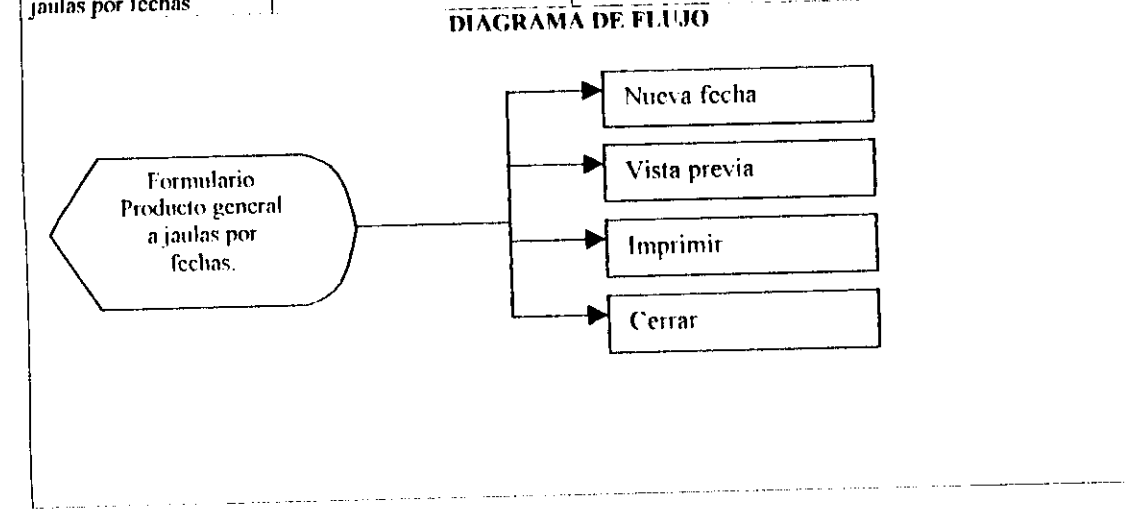 jaulas por fechas
DIAGRAMA DE FLUJO
Formulario
Producto general
a jaulas por
fechas.
Nueva fecha
Vista previa
Imprimir
Cerrar